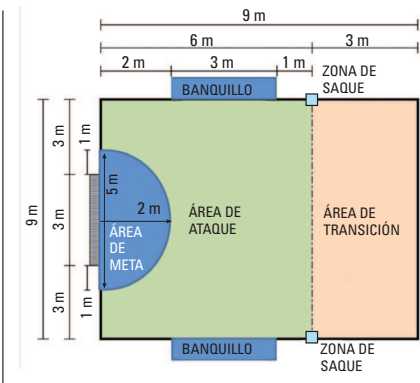 9 m
6 m
3 m
2 m
3 m
1 m
ZONA DE
SAQUE
BANQUILLO
9 m
3 m
3 m
3 m
1 m
1 m
5 m
2 m
ÁREA
DE
META
ÁREA DE
ATAQUE
ÁREA DE
TRANSICIÓN
BANQUILLO
ZONA DE
SAQUE